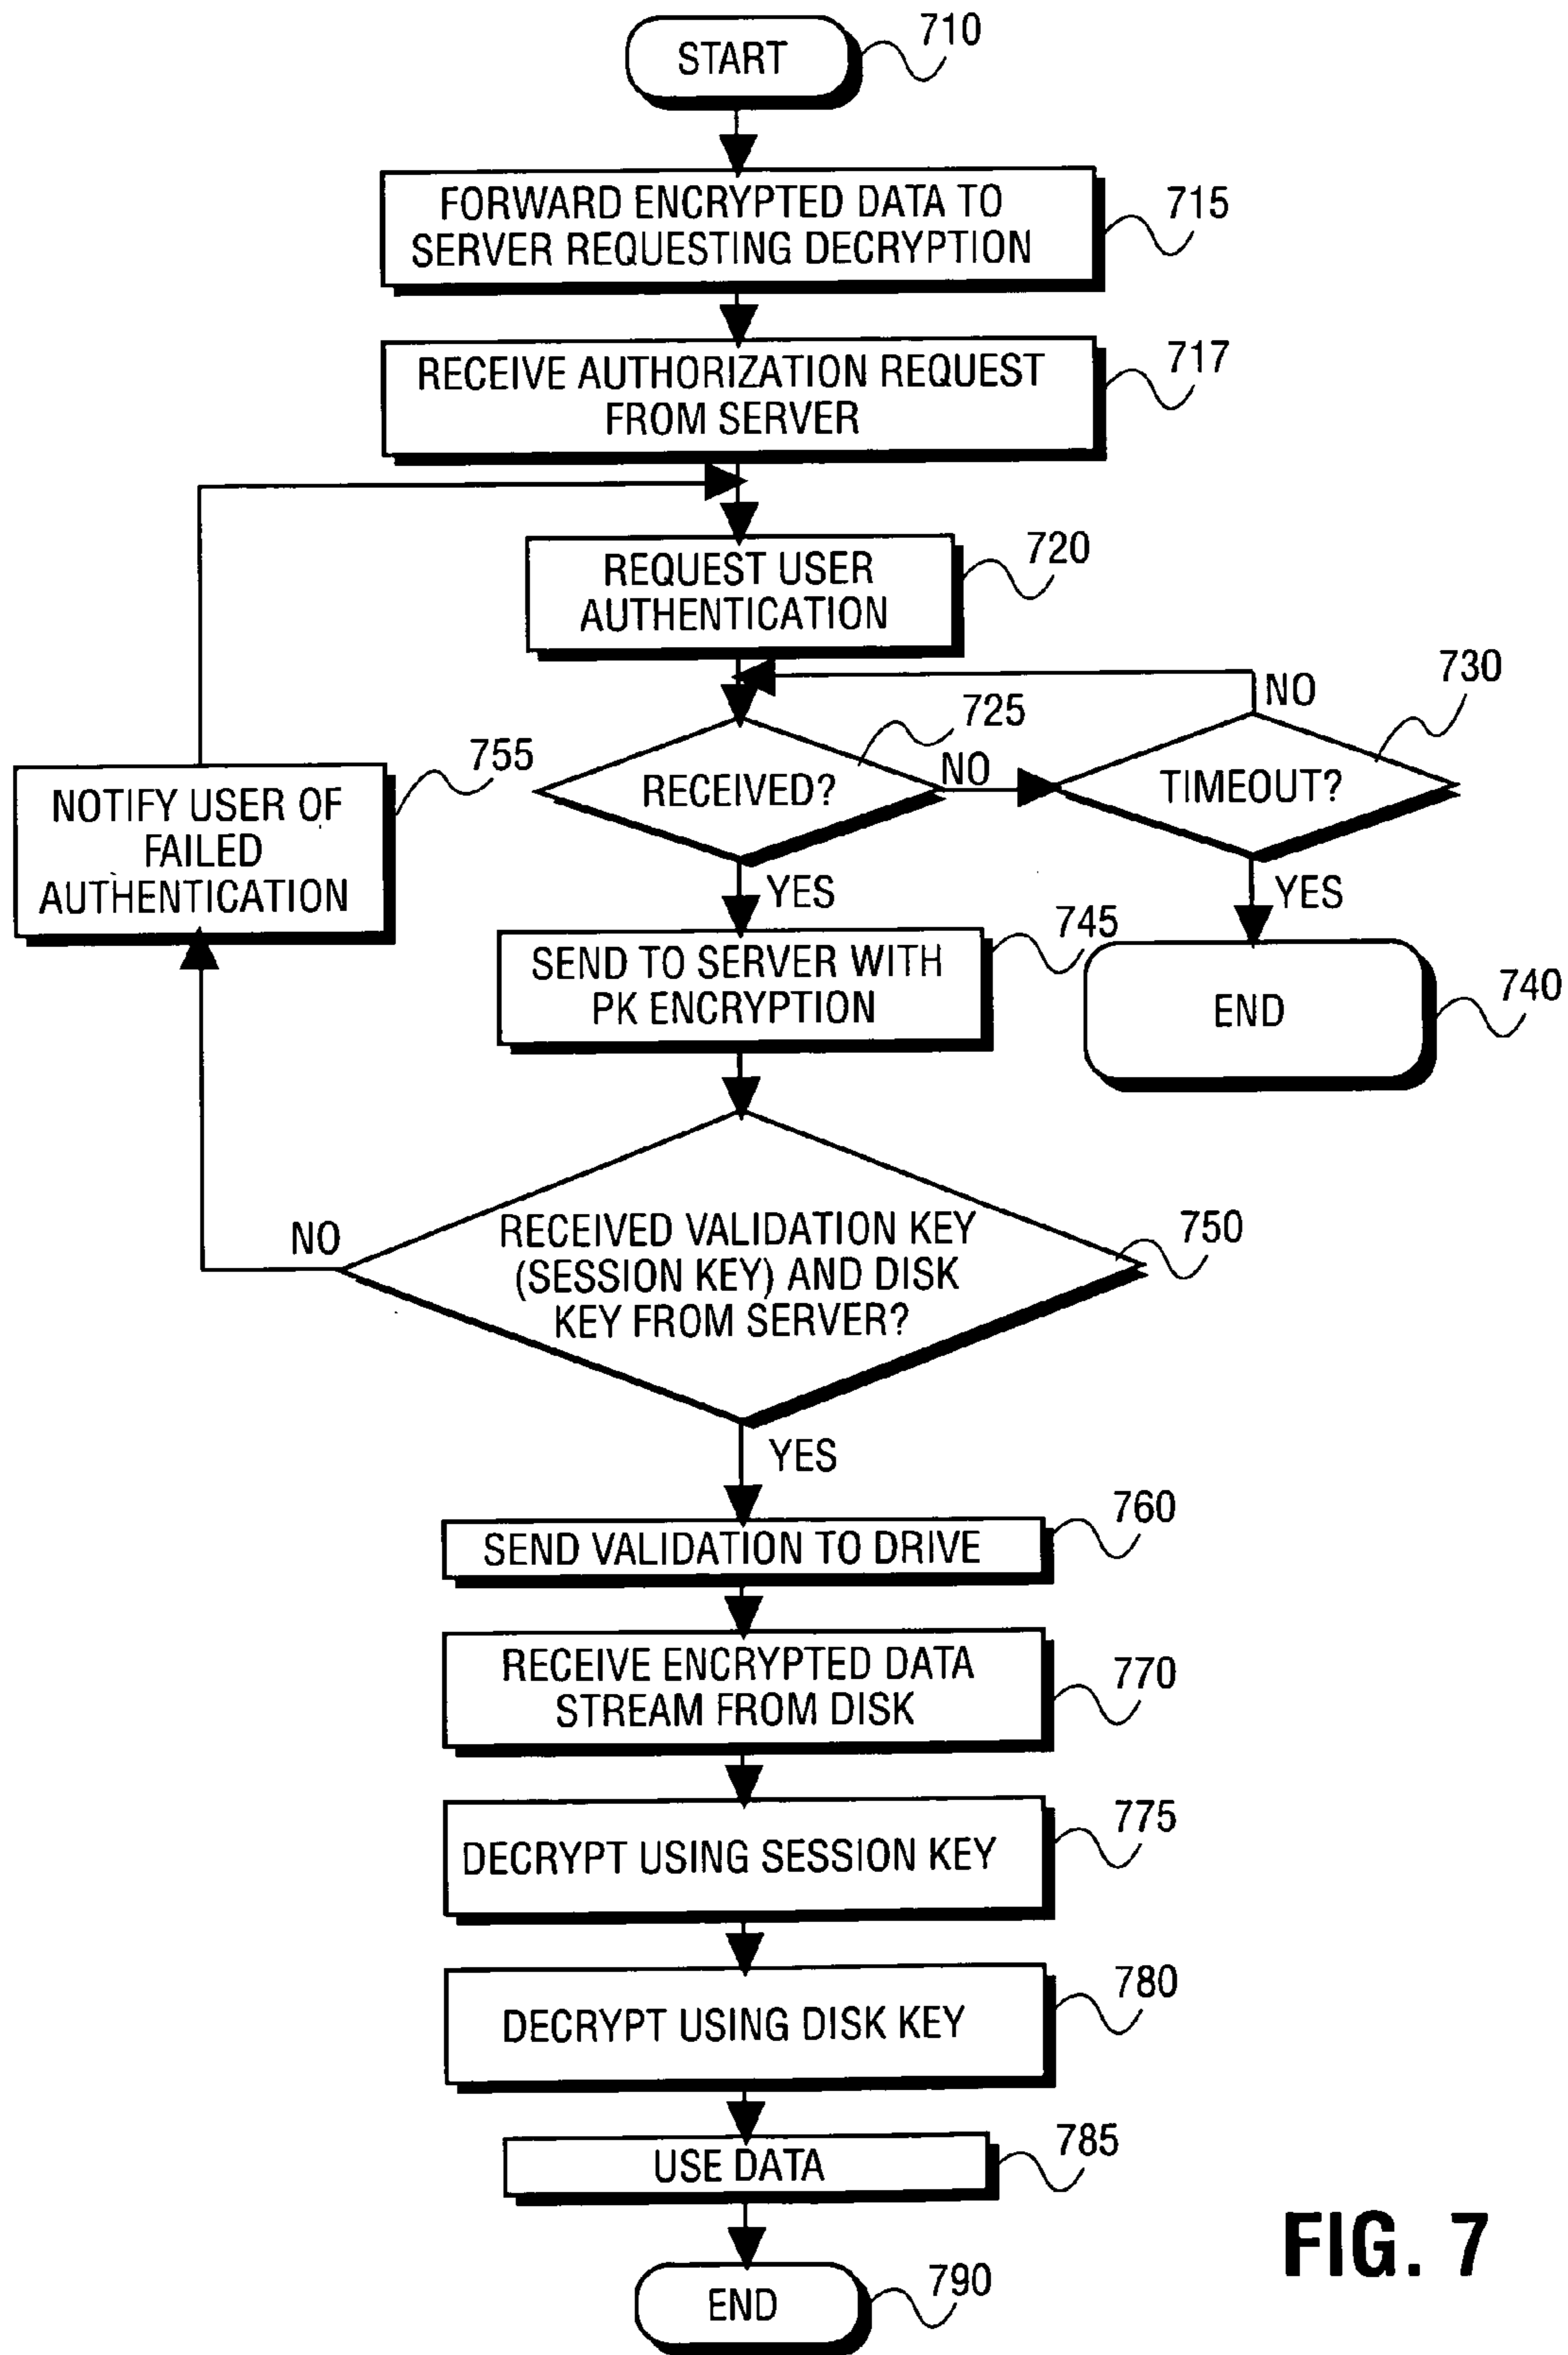 START
710
FORWARD ENCRYPTED DATA TO
SERVER REQUESTING DECRYPTION
715
RECEIVE AUTHORIZATION REQUEST
FROM SERVER
717
REQUEST USER
AUTHENTICATION
720
RECEIVED?
725
NO
TIMEOUT?
730
NO
YES
END
740
YES
SEND TO SERVER WITH
PK ENCRYPTION
745
NOTIFY USER OF
FAILED
AUTHENTICATION
755
RECEIVED VALIDATION KEY
(SESSION KEY) AND DISK
KEY FROM SERVER?
750
NO
YES
SEND VALIDATION TO DRIVE
760
RECEIVE ENCRYPTED DATA
STREAM FROM DISK
770
DECRYPT USING SESSION KEY
775
DECRYPT USING DISK KEY
780
USE DATA
785
END
790
FIG. 7